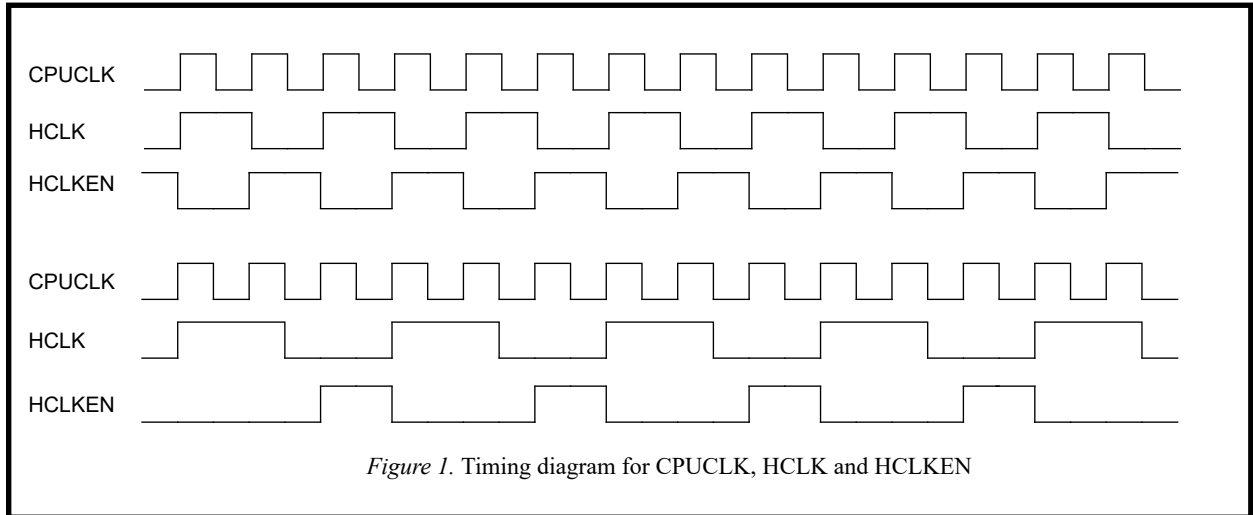 CPUCLK
HCLK
HCLKEN
CPUCLK
HCLK
HCLKEN
Figure 1. Timing diagram for CPUCLK, HCLK and HCLKEN